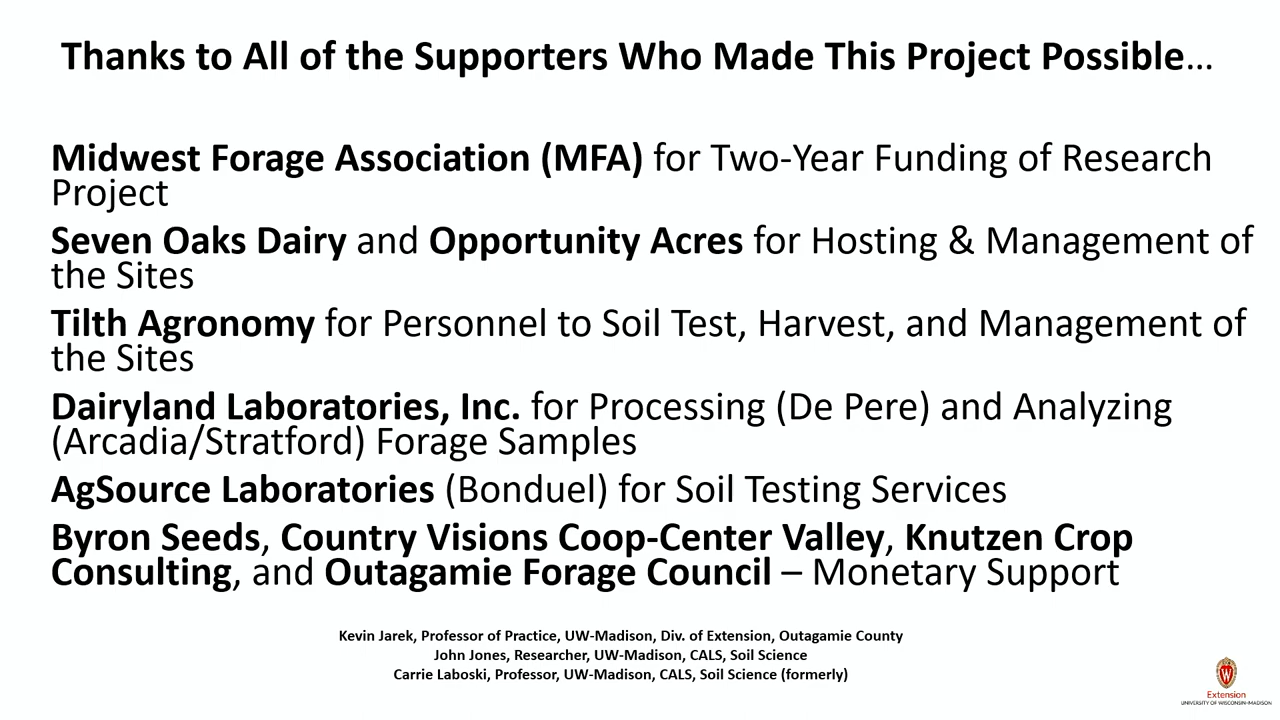 Thanks to All of the Supporters Who Made This Project Possible...
Midwest Forage Association (MFA) for Two-Year Funding of Research
Project
Seven Oaks Dairy and Opportunity Acres for Hosting & Management of
the Sites
Tilth Agronomy for Personnel to Soil Test, Harvest, and Management of
the Sites
Dairyland Laboratories, Inc. for Processing (De Pere) and Analyzing
(Arcadia/Stratford) Forage Samples
AgSource Laboratories (Bonduel) for Soil Testing Services
Byron Seeds, Country Visions Coop-Center Valley, Knutzen Crop
Consulting, and Outagamie Forage Council – Monetary Support
Kevin Jarek, Professor of Practice, UW-Madison, Div. of Extension, Outagamie County
John Jones, Researcher, UW-Madison, CALS, Soil Science
Carrie Laboski, Professor, UW-Madison, CALS, Soil Science (formerly)
W
Extension
UNIVERSITY OF WISCONSIN-MADISON